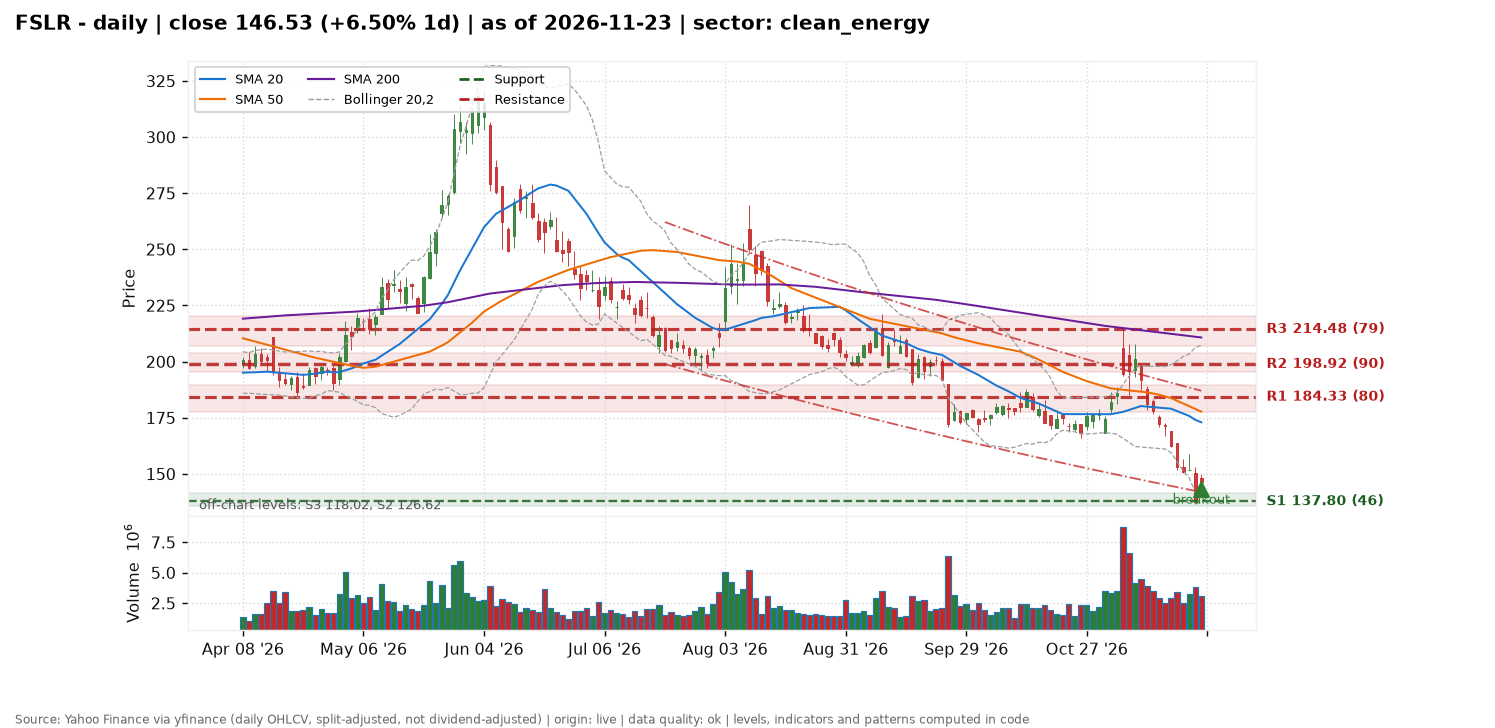 FSLR - daily | close 146.53 (+6.50% 1d) | as of 2026-11-23 | sector: clean_energy
SMA 20
SMA 50
SMA 200
Bollinger 20,2
Support
Resistance
Price
325
300
275
250
225
200
175
150
R3 214.48 (79)
R2 198.92 (90)
R1 184.33 (80)
S1 137.80 (46)
breakout
off-chart levels: S3 118.02, S2 126.62
Volume 10⁶
7.5
5.0
2.5
Apr 08 '26
May 06 '26
Jun 04 '26
Jul 06 '26
Aug 03 '26
Aug 31 '26
Sep 29 '26
Oct 27 '26
Source: Yahoo Finance via yfinance (daily OHLCV, split-adjusted, not dividend-adjusted) | origin: live | data quality: ok | levels, indicators and patterns computed in code